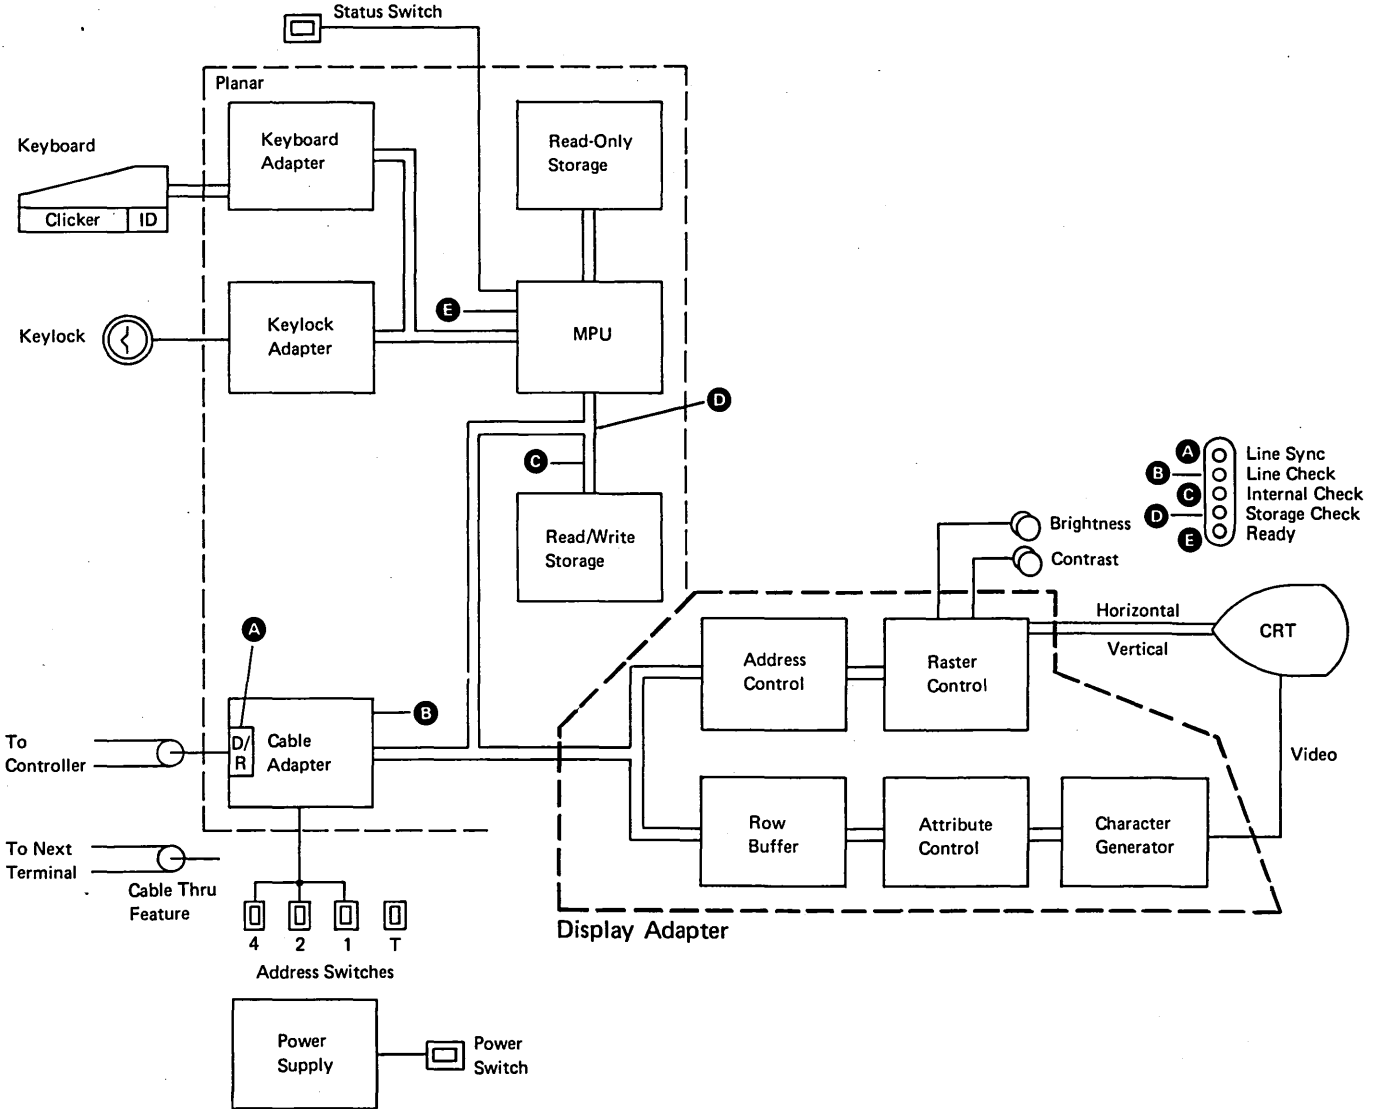 Status Switch
Planar
Keyboard
Adapter
Read-Only
Storage
Keyboard
Clicker
ID
E
Keylock
Keylock
Adapter
MPU
D
C
Read/Write
Storage
A
B
C
D
E
Line Sync
Line Check
Internal Check
Storage Check
Ready
Brightness
Contrast
Horizontal
Vertical
CRT
A
Address
Control
Raster
Control
B
To
Controller
D/
R
Cable
Adapter
Video
Row
Buffer
Attribute
Control
Character
Generator
To Next
Terminal
Cable Thru
Feature
4
2
1
T
Address Switches
Display Adapter
Power
Supply
Power
Switch